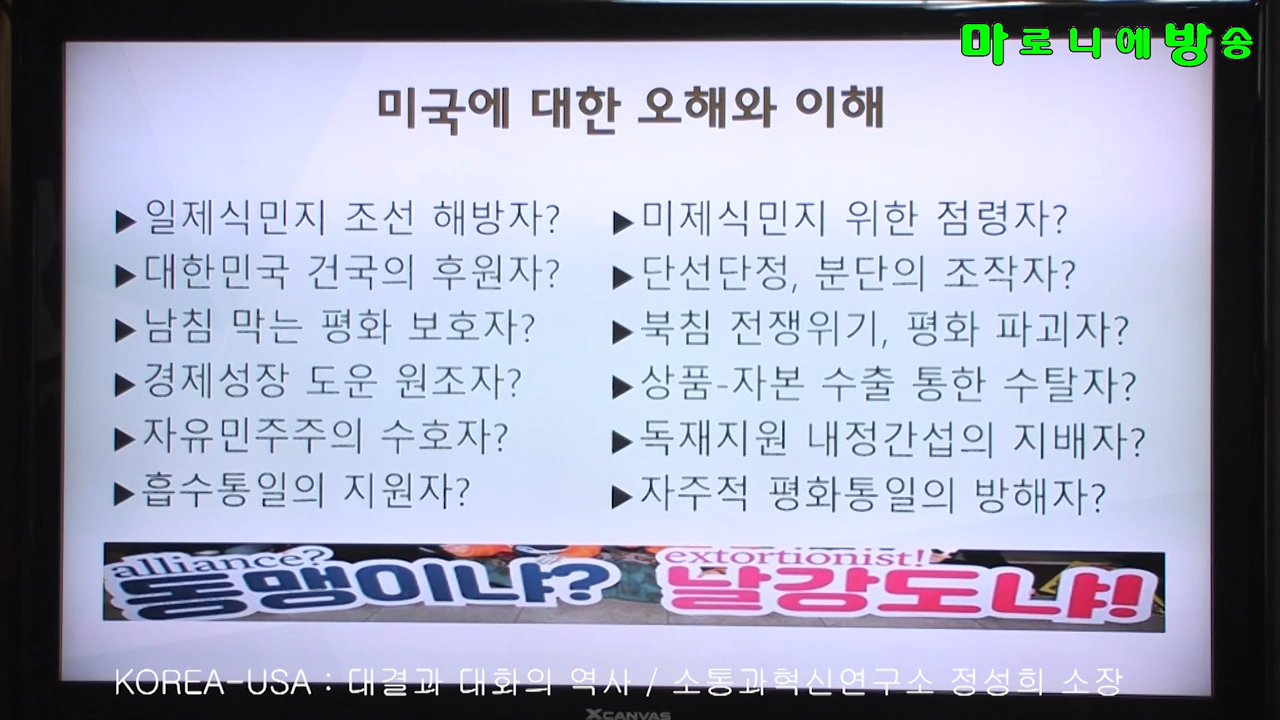 마로니에방송
미국에 대한 오해와 이해
▶일제식민지 조선 해방자?
▶대한민국 건국의 후원자?
▶남침 막는 평화 보호자?
▶경제성장 도운 원조자?
▶자유민주주의 수호자?
▶흡수통일의 지원자?
▶미제식민지 위한 점령자?
▶단선단정, 분단의 조작자?
▶북침 전쟁위기, 평화 파괴자?
▶상품-자본 수출 통한 수탈자?
▶독재지원 내정간섭의 지배자?
▶자주적 평화통일의 방해자?
alliance?
동맹이냐?
extortionist!
날강도냐!
KOREA-USA : 대결과 대화의 역사 / 소통과혁신연구소 정성희 소장
XCANVAS